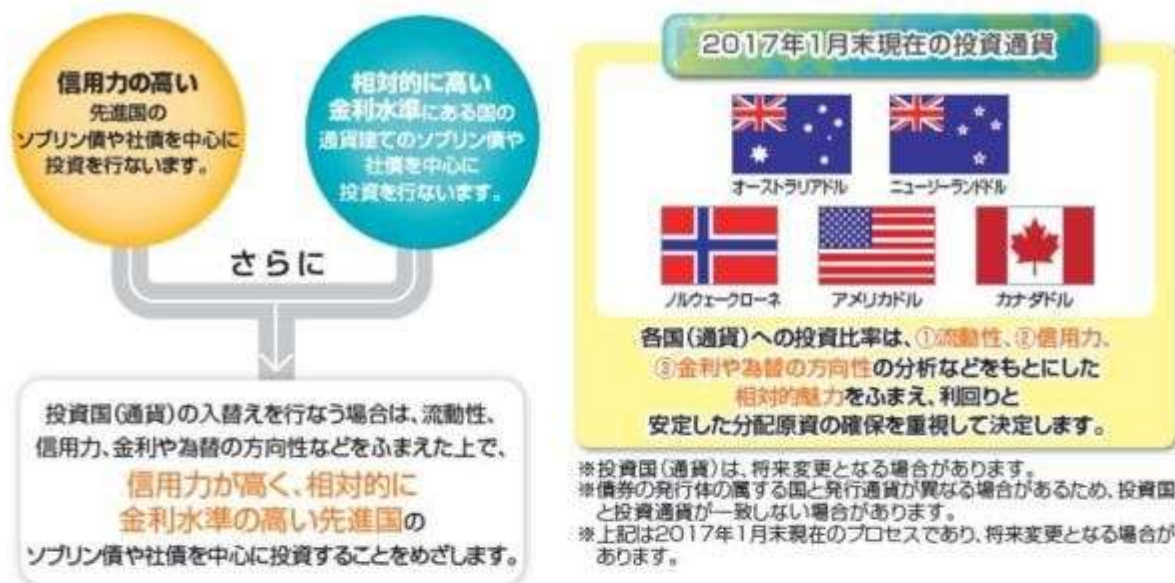 信用力の高い
先進国の
ソブリン債や社債を中心に
投資を行ないます。
相対的に高い
金利水準にある国の
通貨建てのソブリン債や
社債を中心に
投資を行ないます。
さらに
投資国(通貨)の入替えを行なう場合は、流動性、
信用力、金利や為替の方向性などをふまえた上で、
信用力が高く、相対的に
金利水準の高い先進国の
ソブリン債や社債を中心に投資することをめざします。
2017年1月末現在の投資通貨
オーストラリアドル
ニュージーランドドル
ノルウェークローネ
アメリカドル
カナダドル
各国(通貨)への投資比率は、①流動性、②信用力、
③金利や為替の方向性の分析などをもとにした
相対的魅力をふまえ、利回りと
安定した分配原資の確保を重視して決定します。
※投資国(通貨)は、将来変更となる場合があります。
※債券の発行体の属する国と発行通貨が異なる場合があるため、投資国
と投資通貨が一致しない場合があります。
※上記は2017年1月末現在のプロセスであり、将来変更となる場合が
あります。